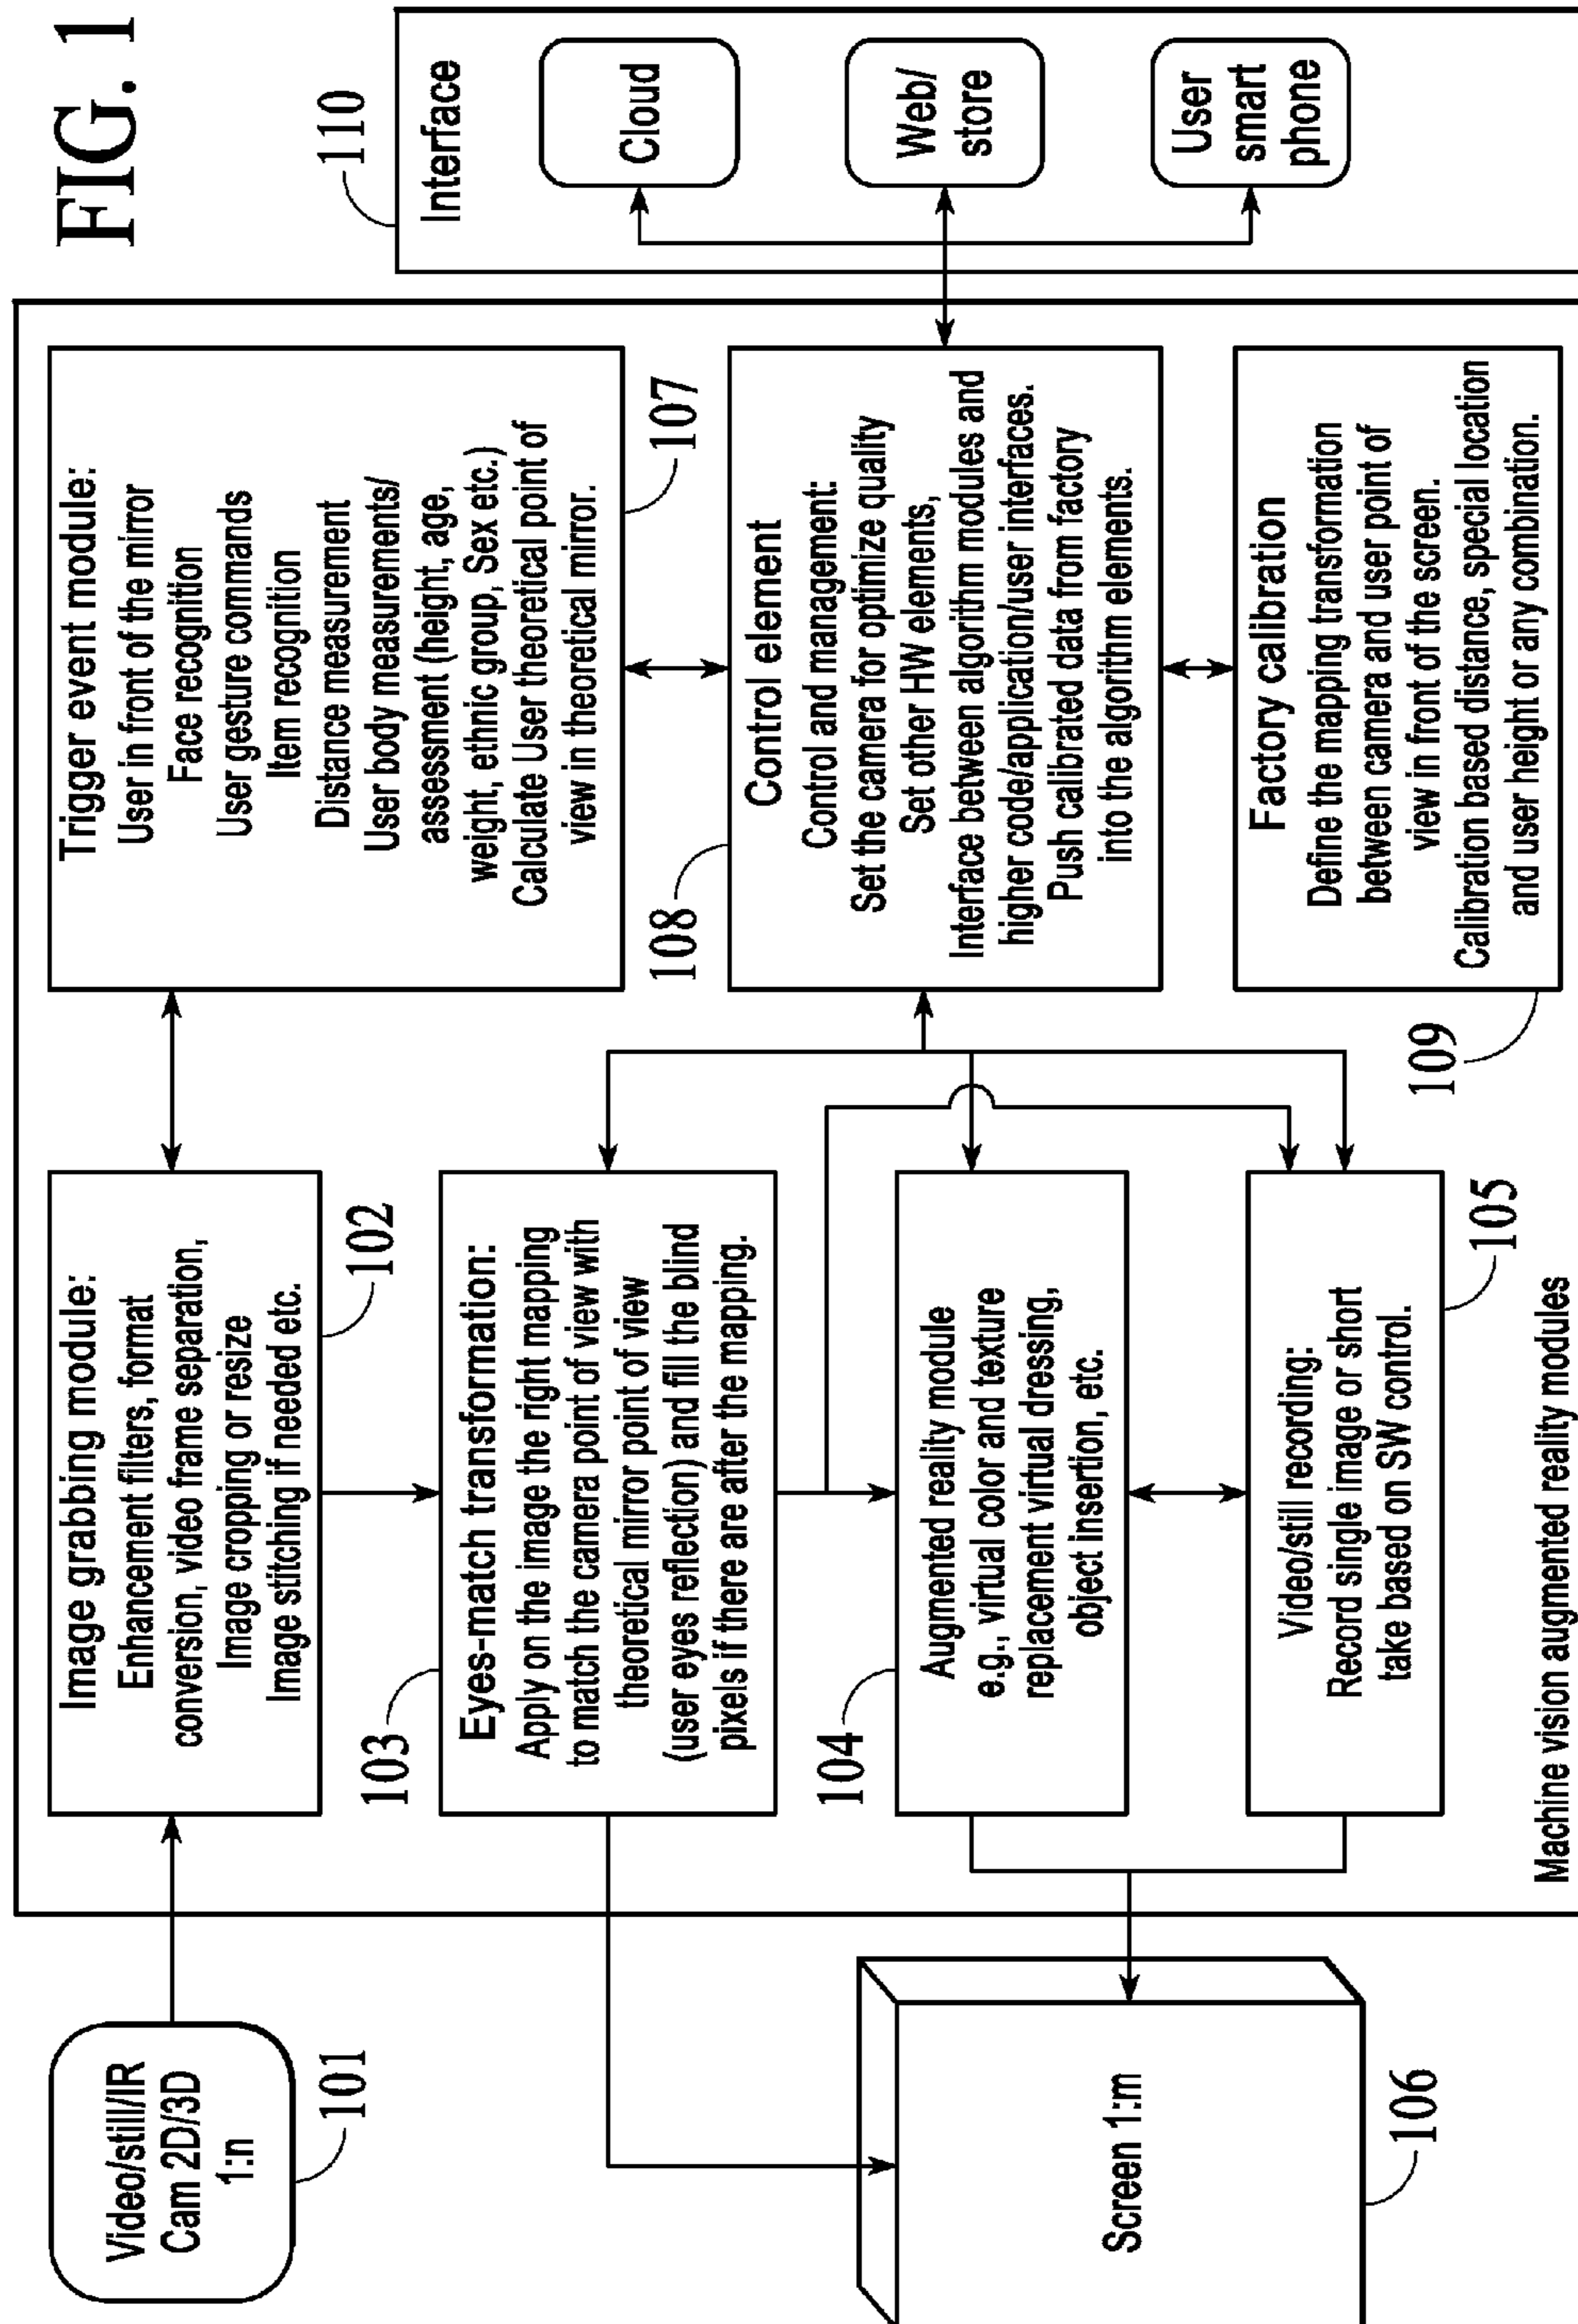 FIG. 1
Video/still/IR
Cam 2D/3D
1:n
101
Image grabbing module:
Enhancement filters, format
conversion, video frame separation,
Image cropping or resize
Image stitching if needed etc.
102
Trigger event module:
User in front of the mirror
Face recognition
User gesture commands
Item recognition
Distance measurement
User body measurements/
assessment (height, age,
weight, ethnic group, Sex etc.)
Calculate User theoretical point of
view in theoretical mirror.
107
110
Interface
Cloud
Web/
store
User
smart
phone
103
Eyes-match transformation:
Apply on the image the right mapping
to match the camera point of view with
theoretical mirror point of view
(user eyes reflection) and fill the blind
pixels if there are after the mapping.
108
Control element
Control and management:
Set the camera for optimize quality
Set other HW elements,
Interface between algorithm modules and
higher code/application/user interfaces.
Push calibrated data from factory
into the algorithm elements.
104
Augmented reality module
e.g., virtual color and texture
replacement virtual dressing,
object insertion, etc.
Screen 1:m
106
Video/still recording:
Record single image or short
take based on SW control.
105
Factory calibration
Define the mapping transformation
between camera and user point of
view in front of the screen.
Calibration based distance, special location
and user height or any combination.
109
Machine vision augmented reality modules